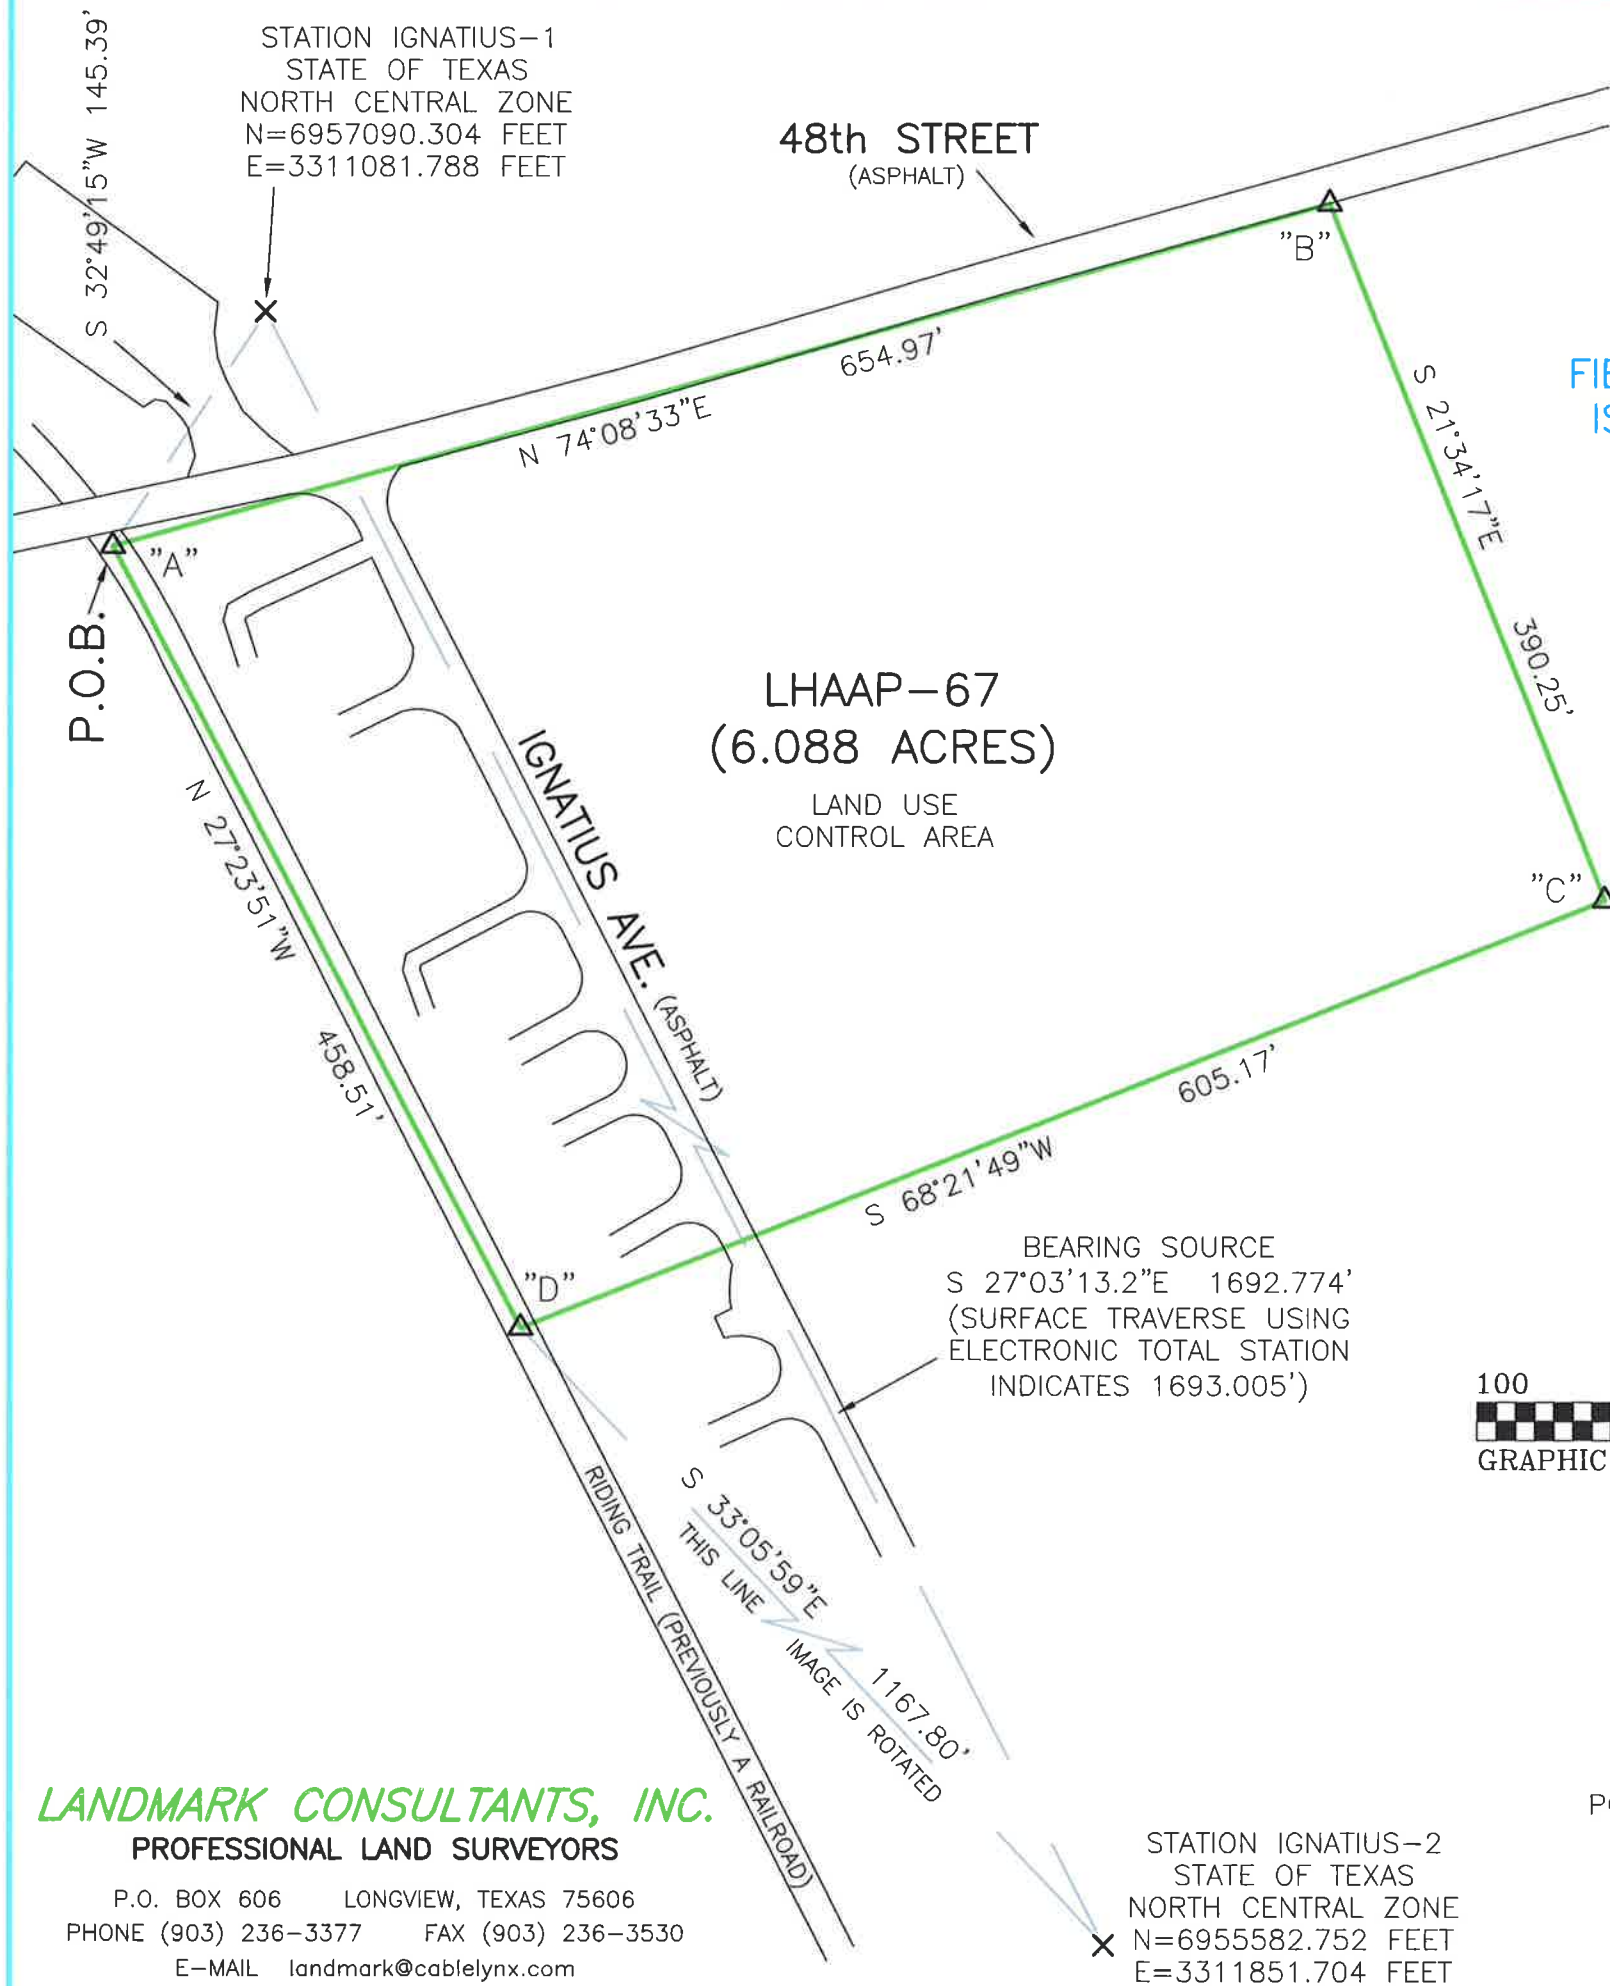 S 32°49'15"W 145.39'
STATION IGNATIUS-1
STATE OF TEXAS
NORTH CENTRAL ZONE
N=6957090.304 FEET
E=3311081.788 FEET
48th STREET
(ASPHALT)
"B"
654.97'
N 74°08'33"E
S 21°34'17"E
390.25'
"A"
P.O.B.
LHAAP-67
(6.088 ACRES)
LAND USE
CONTROL AREA
IGNATIUS AVE. (ASPHALT)
N 27°23'51"W
458.51'
"C"
605.17'
S 68°21'49"W
"D"
BEARING SOURCE
S 27°03'13.2"E 1692.774'
(SURFACE TRAVERSE USING
ELECTRONIC TOTAL STATION
INDICATES 1693.005')
100
GRAPHIC
RIDING TRAIL (PREVIOUSLY A RAILROAD)
S 33°05'59"E
THIS LINE
IMAGE IS ROTATED
1167.80'
LANDMARK CONSULTANTS, INC.
PROFESSIONAL LAND SURVEYORS
P.O. BOX 606 LONGVIEW, TEXAS 75606
PHONE (903) 236-3377 FAX (903) 236-3530
E-MAIL landmark@cablelynx.com
STATION IGNATIUS-2
STATE OF TEXAS
NORTH CENTRAL ZONE
N=6955582.752 FEET
E=3311851.704 FEET